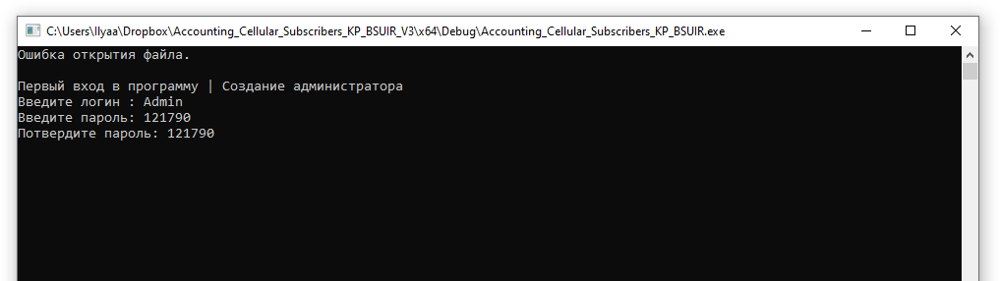 C:\Users\Ilyaa\Dropbox\Accounting_Cellular_Subscribers_KP_BSUIR_V3\x64\Debug\Accounting_Cellular_Subscribers_KP_BSUIR.exe
Ошибка открытия файла.
Первый вход в программу | Создание администратора
Введите логин : Admin
Введите пароль: 121790
Потвердите пароль: 121790